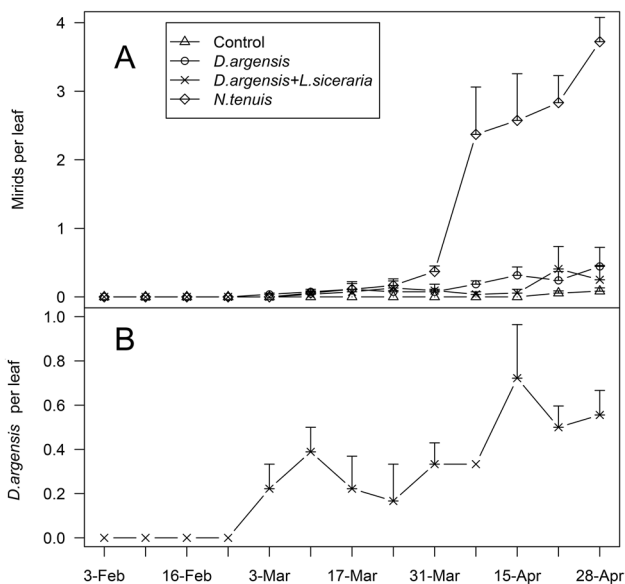 A
Control
D.argensis
D.argensis+L.siceraria
N.tenuis
Mirids per leaf
4
3
2
1
0
B
D.argensis per leaf
1.0
0.8
0.6
0.4
0.2
0.0
3-Feb 16-Feb 3-Mar 17-Mar 31-Mar 15-Apr 28-Apr